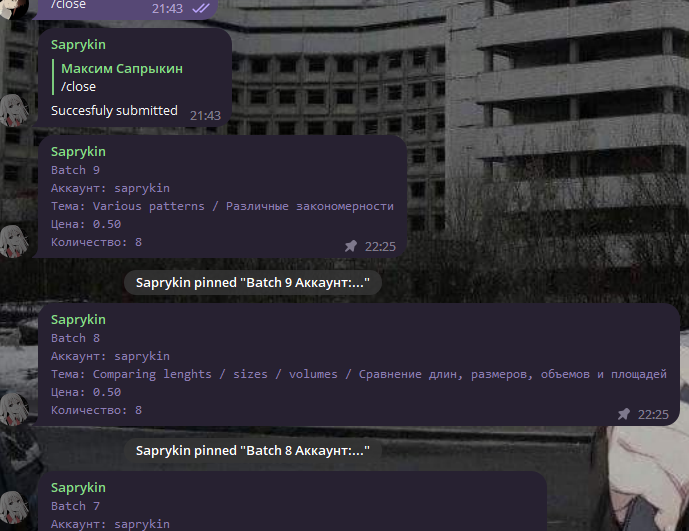 /close
21:43
Saprykin
Максим Сапрыкин
/close
Succesfuly submitted 21:43
Saprykin
Batch 9
Аккаунт: saprykin
Тема: Various patterns / Различные закономерности
Цена: 0.50
Количество: 8
22:25
Saprykin pinned "Batch 9 Аккаунт:..."
Saprykin
Batch 8
Аккаунт: saprykin
Тема: Comparing lenghts / sizes / volumes / Сравнение длин, размеров, объемов и площадей
Цена: 0.50
Количество: 8
22:25
Saprykin pinned "Batch 8 Аккаунт:..."
Saprykin
Batch 7
Аккаунт: saprykin